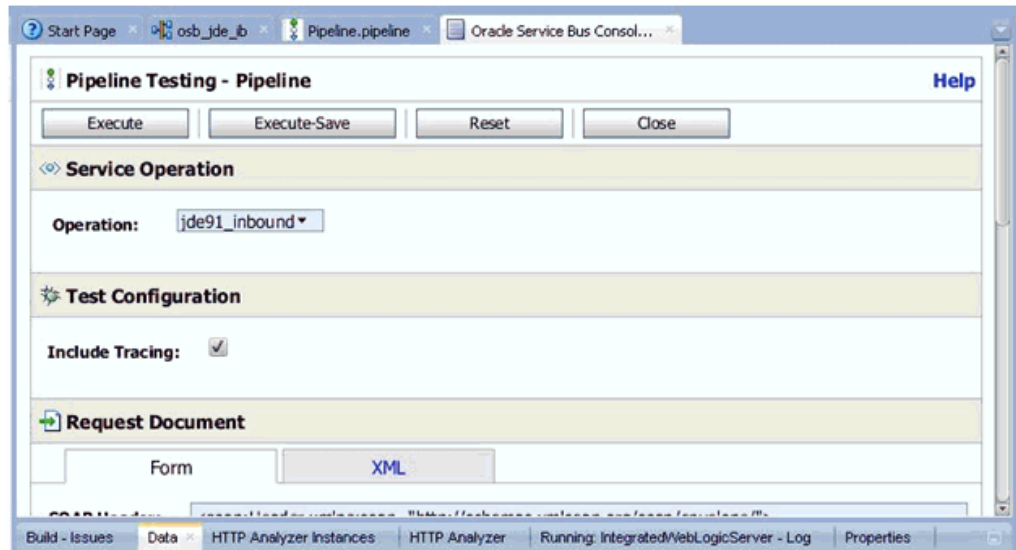 Start Page osb_jde_ib Pipeline.pipeline Oracle Service Bus Consol...
Pipeline Testing - Pipeline Help
Execute Execute-Save Reset Close
Service Operation
Operation: jde91_inbound
Test Configuration
Include Tracing:
Request Document
Form XML
Build - Issues Data HTTP Analyzer Instances HTTP Analyzer Running: IntegratedWebLogicServer - Log Properties